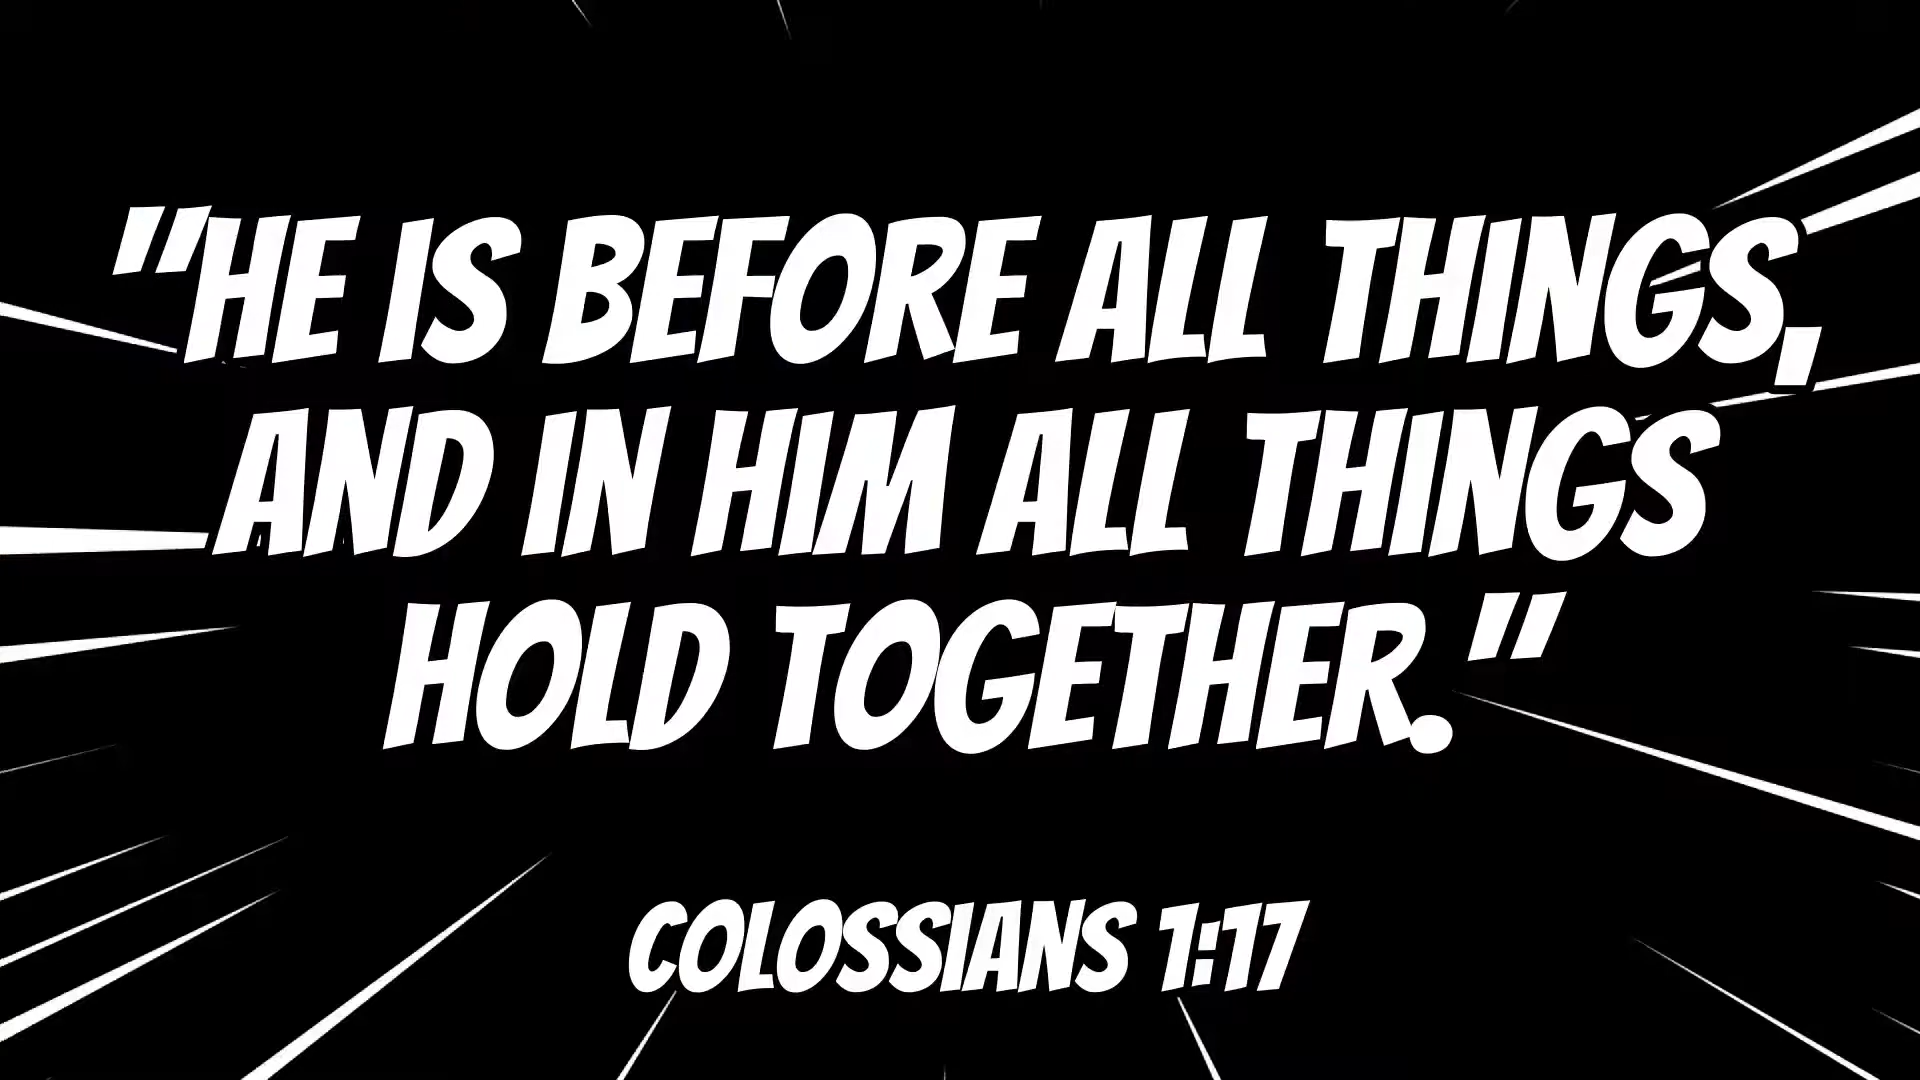 "HE IS BEFORE ALL THINGS,
AND IN HIM ALL THINGS
HOLD TOGETHER."
COLOSSIANS 1:17